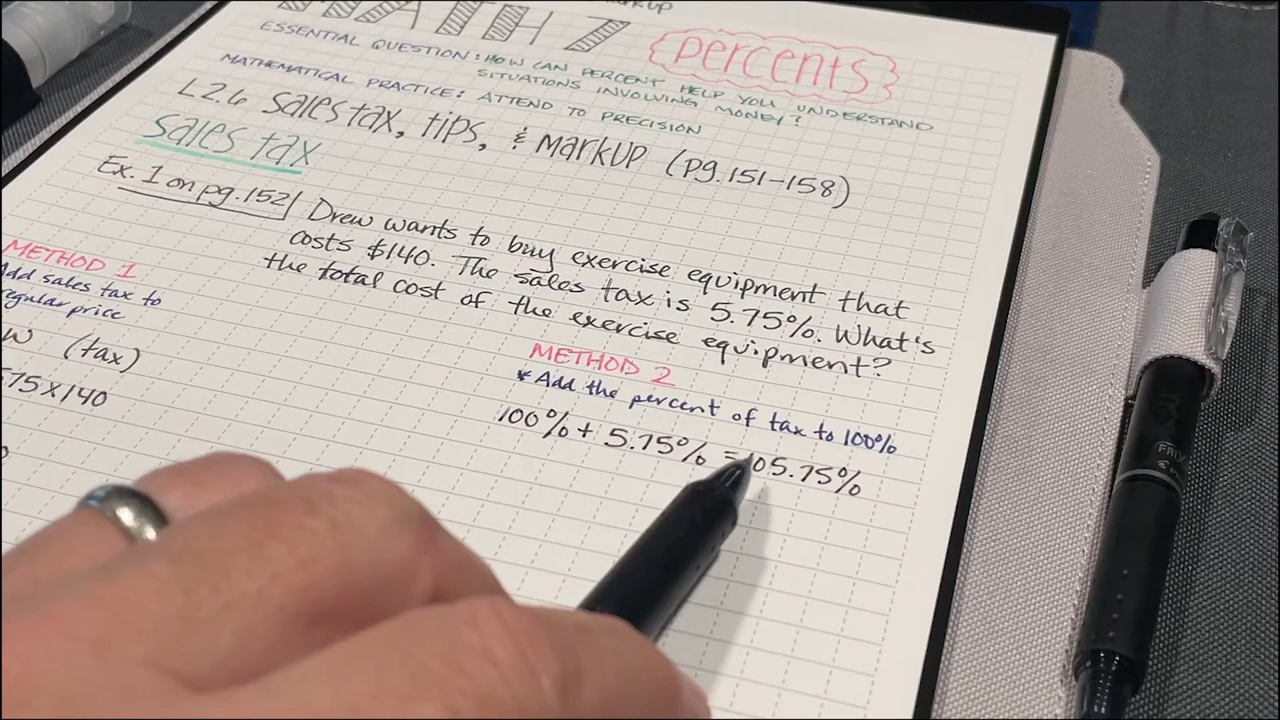 MATH 7 percents
ESSENTIAL QUESTION: HOW CAN PERCENT HELP YOU UNDERSTAND
SITUATIONS INVOLVING MONEY?
MATHEMATICAL PRACTICE: ATTEND TO PRECISION
L2.6 sales tax, tips, & MARKUP (pg. 151-158)
sales tax
Ex. 1 on pg. 152
Drew wants to buy exercise equipment that
costs $140. The sales tax is 5.75%. What's
the total cost of the exercise equipment?
METHOD 1
Add sales tax to
regular price
(tax)
575 x 140
METHOD 2
* Add the percent of tax to 100%
100% + 5.75% = 105.75%